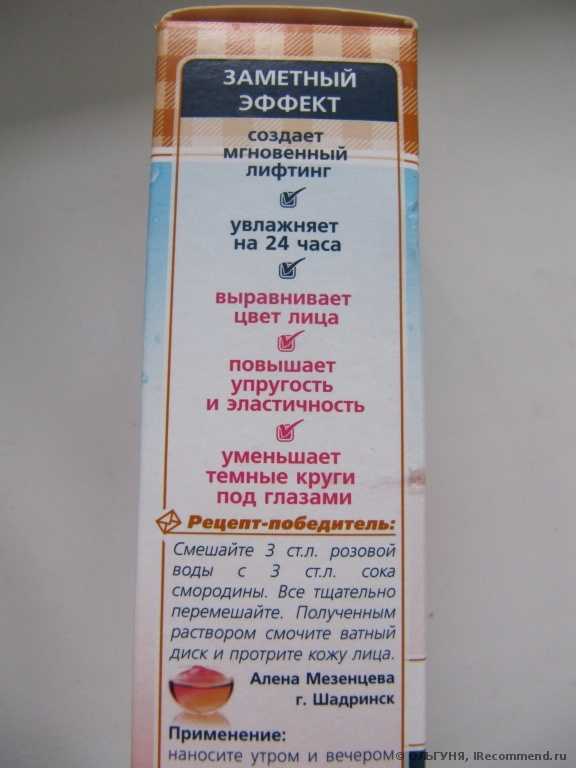 ЗАМЕТНЫЙ
ЭФФЕКТ
создает
мгновенный
лифтинг
увлажняет
на 24 часа
выравнивает
цвет лица
повышает
упругость
и эластичность
уменьшает
темные круги
под глазами
Рецепт-победитель:
Смешайте 3 ст.л. розовой
воды с 3 ст.л. сока
смородины. Все тщательно
перемешайте. Полученным
раствором смочите ватный
диск и протрите кожу лица.
Алена Мезенцева
г. Шадринск
Применение:
наносите утром и вечером
© ОЛЬГУНЯ, IRecommend.ru